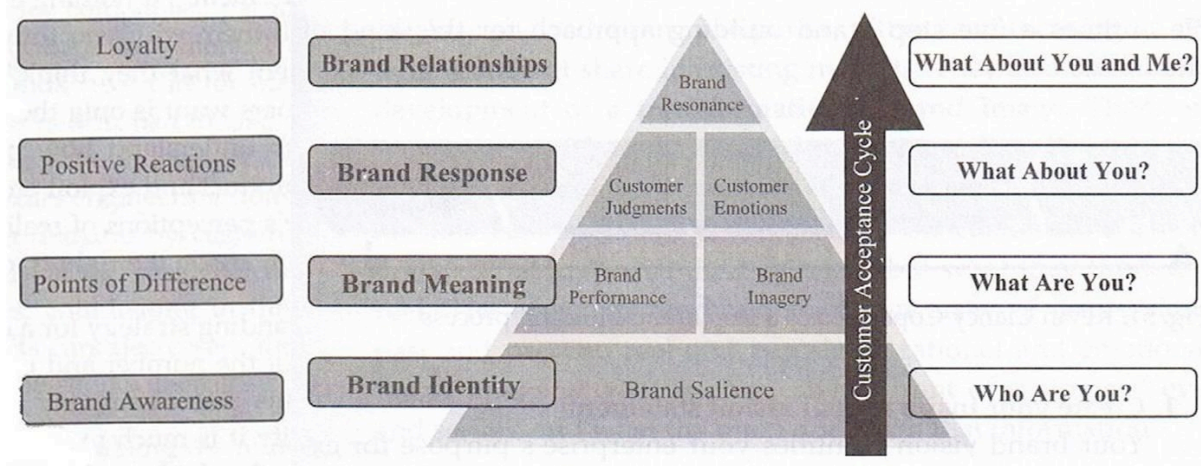 Loyalty
Brand Relationships
Brand
Resonance
What About You and Me?
Positive Reactions
Brand Response
Customer
Judgments
Customer
Emotions
What About You?
Points of Difference
Brand Meaning
Brand
Performance
Brand
Imagery
What Are You?
Brand Awareness
Brand Identity
Brand Salience
Who Are You?
Customer Acceptance Cycle